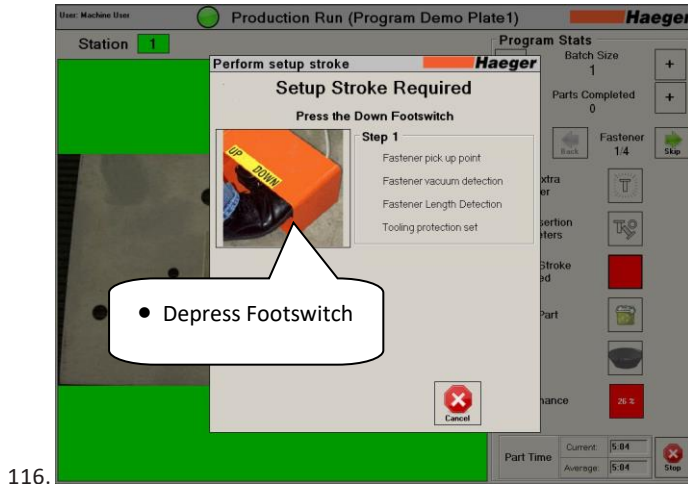 User: Machine User
Production Run (Program Demo Plate1)
Haeger
Station 1
Program Stats
Batch Size
1
+
Parts Completed
0
+
Back
Fastener
1/4
Skip
xtra
er
T
sertion
eters
Stroke
ed
Part
ance
26 %
Part Time
Current:
5:04
Average:
5:04
Stop
Perform setup stroke
Haeger
Setup Stroke Required
Press the Down Footswitch
UP DOWN
Step 1
Fastener pick up point
Fastener vacuum detection
Fastener Length Detection
Tooling protection set
• Depress Footswitch
Cancel
116.